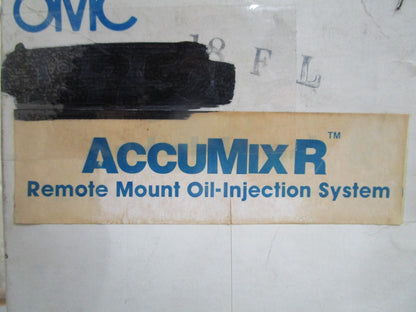 OMC
18 F L
ACCUMIX R™
Remote Mount Oil-Injection System